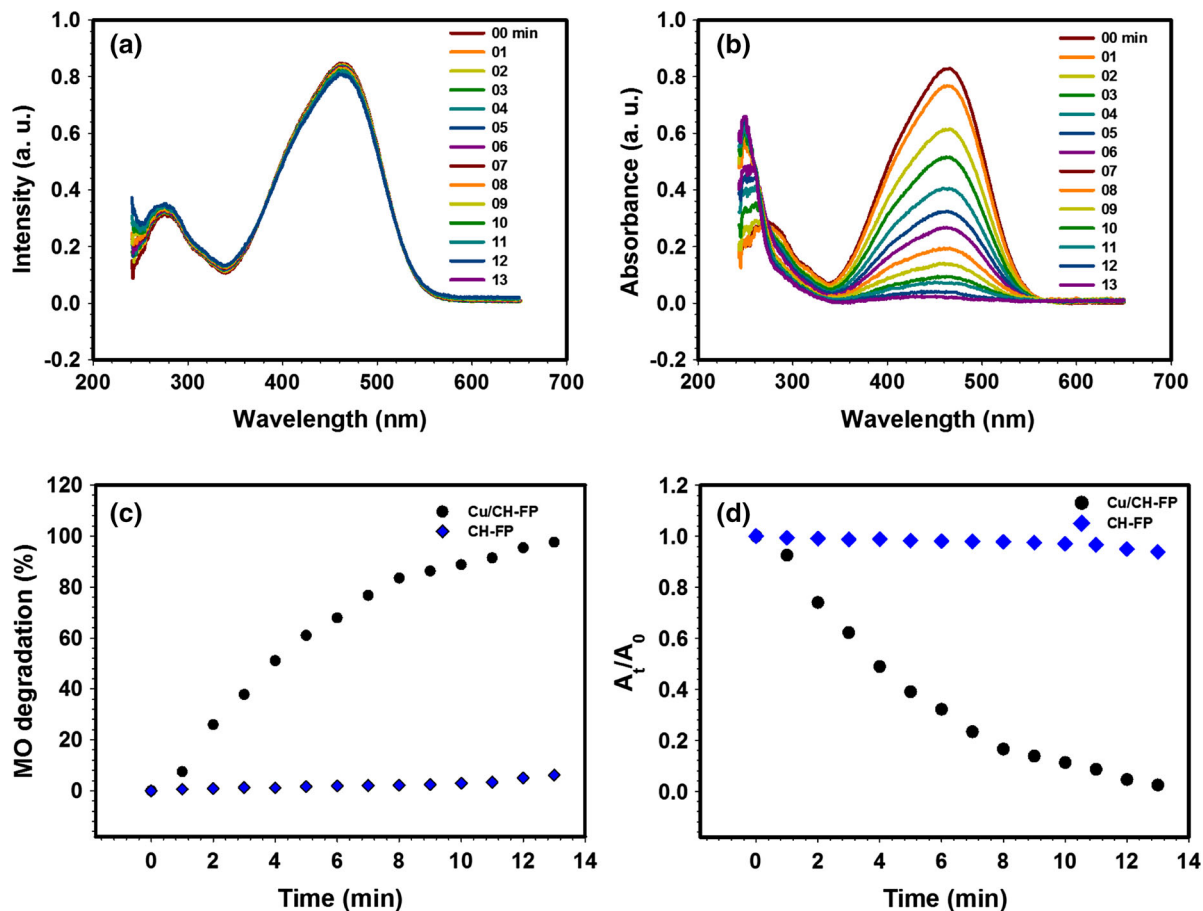 (a)
1.0
0.8
0.6
0.4
0.2
0.0
-0.2
Intensity (a. u.)
00 min
01
02
03
04
05
06
07
08
09
10
11
12
13
200 300 400 500 600 700
Wavelength (nm)
(b)
1.0
0.8
0.6
0.4
0.2
0.0
-0.2
Absorbance (a. u.)
00 min
01
02
03
04
05
06
07
08
09
10
11
12
13
200 300 400 500 600 700
Wavelength (nm)
(c)
120
100
80
60
40
20
0
MO degradation (%)
Cu/CH-FP
CH-FP
0 2 4 6 8 10 12 14
Time (min)
(d)
1.2
1.0
0.8
0.6
0.4
0.2
0.0
At/A0
Cu/CH-FP
CH-FP
0 2 4 6 8 10 12 14
Time (min)